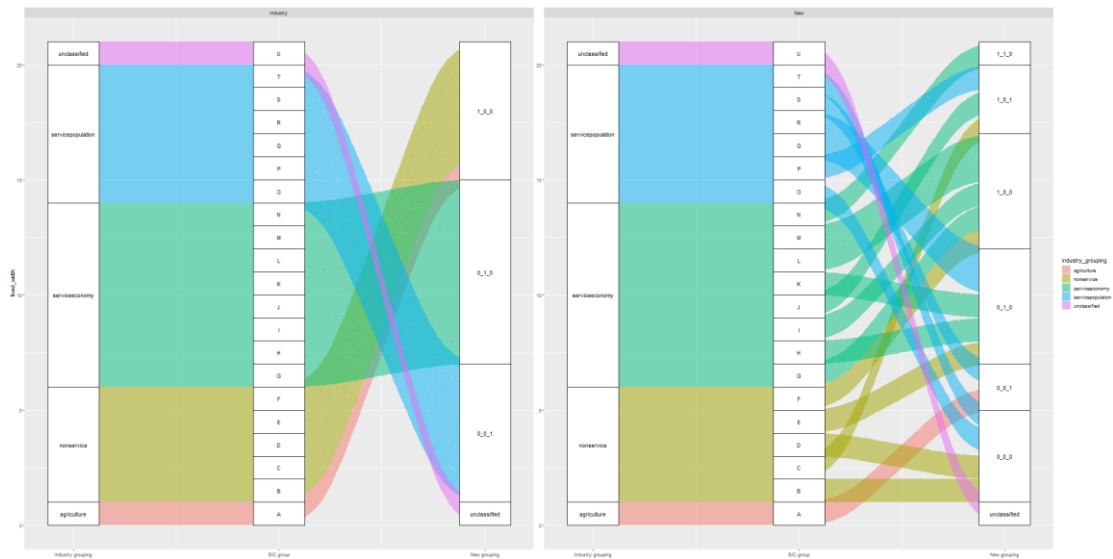 Industry
Neo
fixed_width
0
5
10
15
20
unclassified
servicepopulation
serviceseconomy
nonservice
agriculture
U
T
S
R
Q
P
O
N
M
L
K
J
I
H
G
F
E
D
C
B
A
1_0_0
0_1_0
0_0_1
unclassified
Industry grouping
SIC group
New grouping
0
5
10
15
20
unclassified
servicepopulation
serviceseconomy
nonservice
agriculture
U
T
S
R
Q
P
O
N
M
L
K
J
I
H
G
F
E
D
C
B
A
1_1_0
1_0_1
1_0_0
0_1_0
0_0_1
0_0_0
unclassified
Industry grouping
SIC group
New grouping
industry_grouping
agriculture
nonservice
serviceseconomy
servicepopulation
unclassified